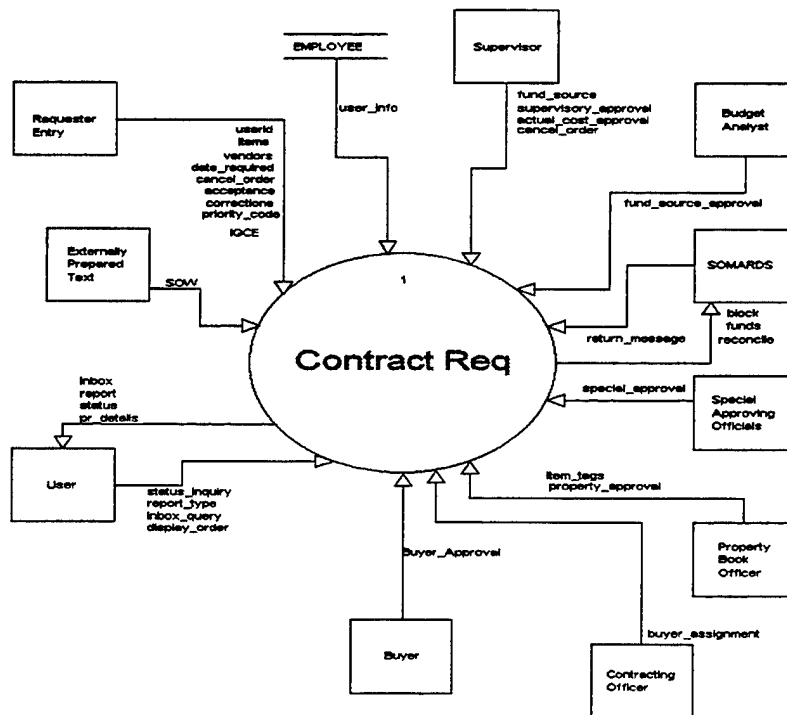 EMPLOYEE
Supervisor
Requester
Entry
Budget
Analyst
user_info
fund_source
supervisory_approval
actual_cost_approval
cancel_order
userid
items
vendors
date_required
cancel_order
acceptance
corrections
priority_code
IGCE
fund_source_approval
Externally
Prepared
Text
SOW
SOMARDS
1
return_message
block
funds
reconcile
Contract Req
special_approval
Special
Approving
Officials
inbox
report
status
pr_details
User
status_inquiry
report_type
inbox_query
display_order
item_tags
property_approval
Property
Book
Officer
Buyer_Approval
Buyer
buyer_assignment
Contracting
Officer